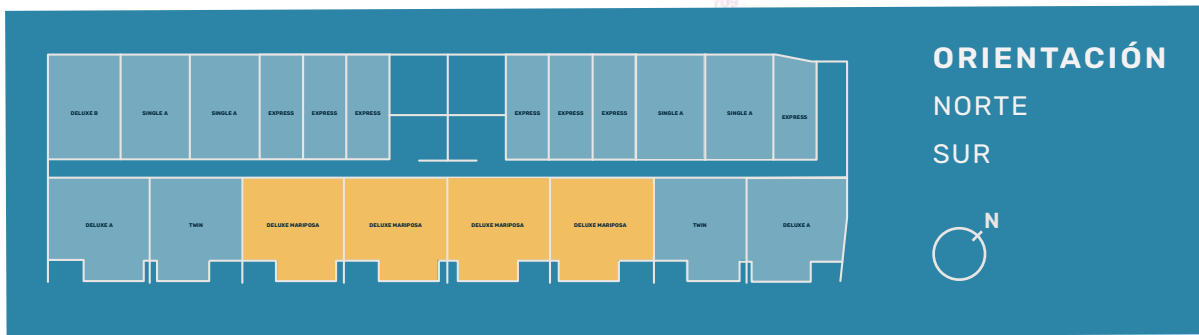 709
ORIENTACIÓN
NORTE
SUR
N
DELUXE B
SINGLE A
SINGLE A
EXPRESS
EXPRESS
EXPRESS
EXPRESS
EXPRESS
EXPRESS
SINGLE A
SINGLE A
EXPRESS
DELUXE A
TWIN
DELUXE MARIPOSA
DELUXE MARIPOSA
DELUXE MARIPOSA
DELUXE MARIPOSA
TWIN
DELUXE A